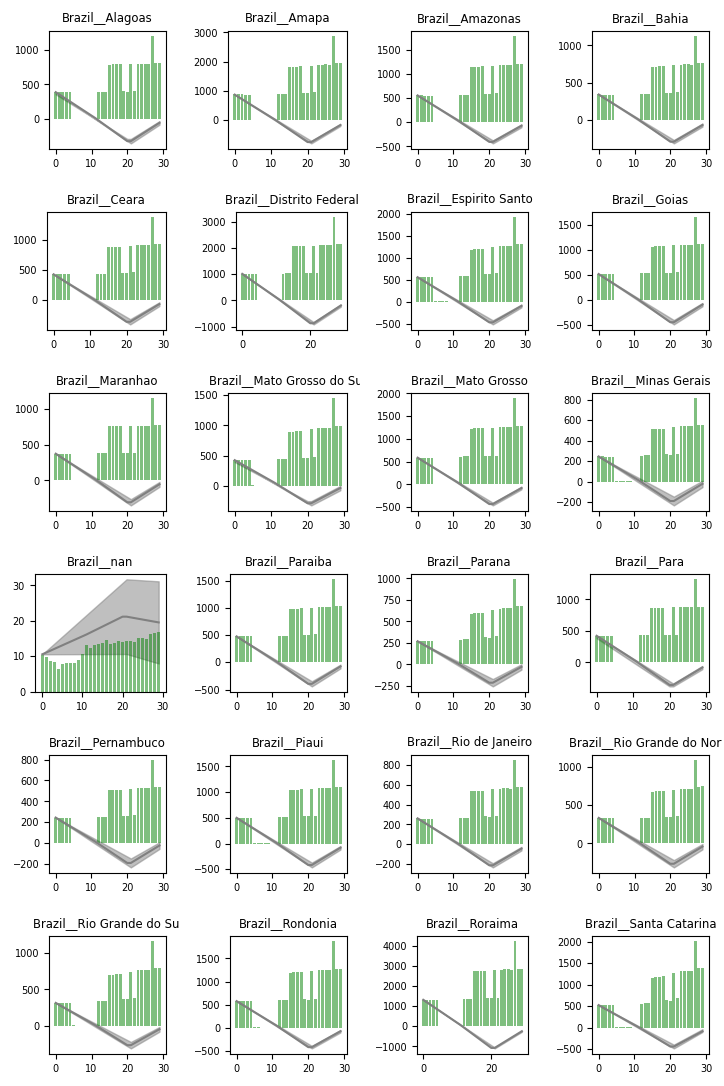 Brazil__Alagoas Brazil__Amapa Brazil__Amazonas Brazil__Bahia
1000 500 0
3000 2000 1000 0
1500 1000 500 0 −500
1000 500 0
0 10 20 30 0 10 20 30 0 10 20 30 0 10 20 30
Brazil__Ceara Brazil__Distrito Federal Brazil__Espirito Santo Brazil__Goias
1000 500 0
3000 2000 1000 0 −1000
2000 1500 1000 500 0 −500
1500 1000 500 0 −500
0 10 20 30 0 20 0 10 20 30 0 10 20 30
Brazil__Maranhao Brazil__Mato Grosso do Su Brazil__Mato Grosso Brazil__Minas Gerais
1000 500 0
1500 1000 500 0
2000 1500 1000 500 0 −500
800 600 400 200 0 −200
0 10 20 30 0 10 20 30 0 10 20 30 0 10 20 30
Brazil__nan Brazil__Paraiba Brazil__Parana Brazil__Para
30 20 10 0
1500 1000 500 0 −500
1000 750 500 250 0 −250
1000 500 0
0 10 20 30 0 10 20 30 0 10 20 30 0 10 20 30
Brazil__Pernambuco Brazil__Piaui Brazil__Rio de Janeiro Brazil__Rio Grande do Nor
800 600 400 200 0 −200
1500 1000 500 0 −500
800 600 400 200 0 −200
1000 500 0
0 10 20 30 0 10 20 30 0 10 20 30 0 10 20 30
Brazil__Rio Grande do Su Brazil__Rondonia Brazil__Roraima Brazil__Santa Catarina
1000 500 0
1500 1000 500 0 −500
4000 3000 2000 1000 0 −1000
2000 1500 1000 500 0 −500
0 10 20 30 0 10 20 30 0 20 0 10 20 30